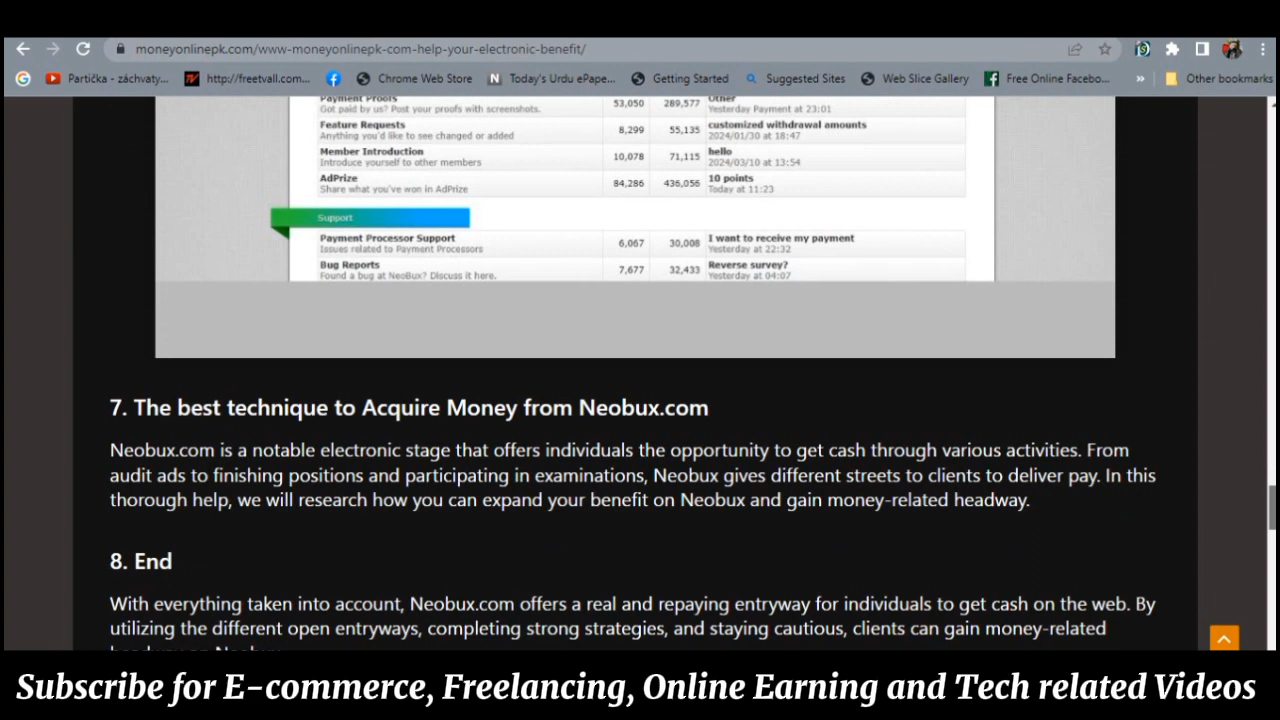 moneyonlinepk.com/www-moneyonlinepk-com-help-your-electronic-benefit/
Partička - záchvaty... http://freetvall.com... Chrome Web Store Today's Urdu ePape... Getting Started Suggested Sites Web Slice Gallery Free Online Facebo... » Other bookmarks
Payment Proofs 53,050 289,577 Other
Got paid by us? Post your proofs with screenshots. Yesterday Payment at 23:01
Feature Requests 8,299 55,135 customized withdrawal amounts
Anything you'd like to see changed or added 2024/01/30 at 18:47
Member Introduction 10,078 71,115 hello
Introduce yourself to other members 2024/03/10 at 13:54
AdPrize 84,286 436,056 10 points
Share what you've won in AdPrize Today at 11:23
Support
Payment Processor Support 6,067 30,008 I want to receive my payment
Issues related to Payment Processors Yesterday at 22:32
Bug Reports 7,677 32,433 Reverse survey?
Found a bug at NeoBux? Discuss it here. Yesterday at 04:07
7. The best technique to Acquire Money from Neobux.com
Neobux.com is a notable electronic stage that offers individuals the opportunity to get cash through various activities. From
audit ads to finishing positions and participating in examinations, Neobux gives different streets to clients to deliver pay. In this
thorough help, we will research how you can expand your benefit on Neobux and gain money-related headway.
8. End
With everything taken into account, Neobux.com offers a real and repaying entryway for individuals to get cash on the web. By
utilizing the different open entryways, completing strong strategies, and staying cautious, clients can gain money-related
headway on Neobux.
Subscribe for E-commerce, Freelancing, Online Earning and Tech related Videos